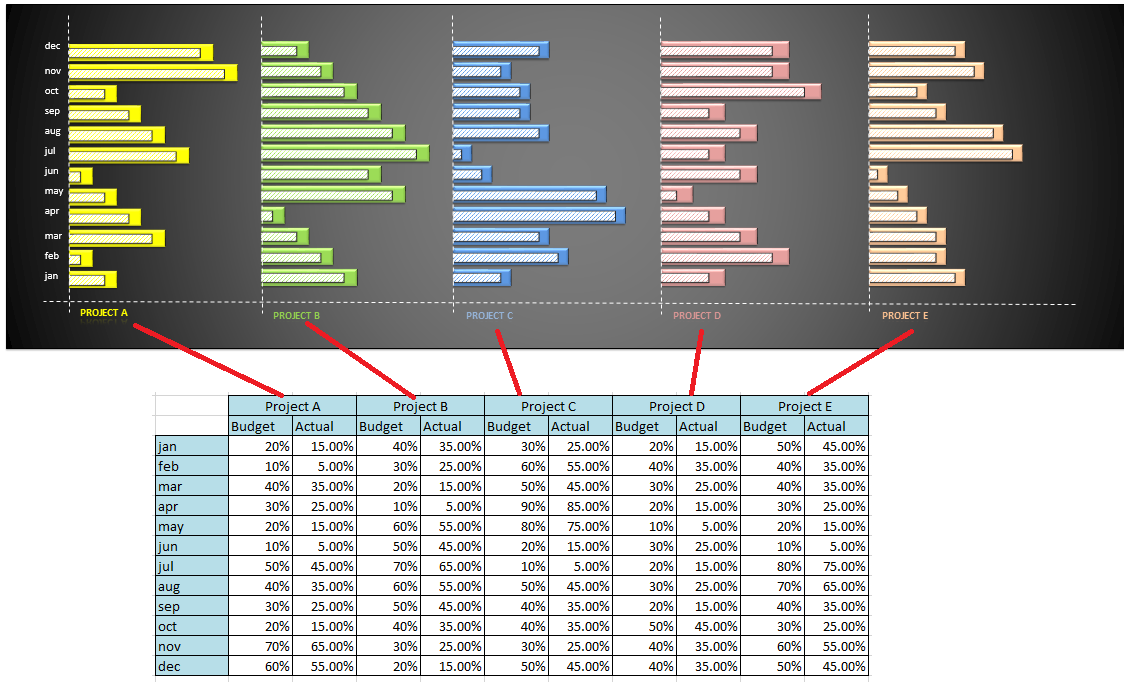 dec
nov
oct
sep
aug
jul
jun
may
apr
mar
feb
jan
PROJECT A PROJECT B PROJECT C PROJECT D PROJECT E
Project A Project B Project C Project D Project E
Budget Actual Budget Actual Budget Actual Budget Actual Budget Actual
jan 20% 15.00% 40% 35.00% 30% 25.00% 20% 15.00% 50% 45.00%
feb 10% 5.00% 30% 25.00% 60% 55.00% 40% 35.00% 40% 35.00%
mar 40% 35.00% 20% 15.00% 50% 45.00% 30% 25.00% 40% 35.00%
apr 30% 25.00% 10% 5.00% 90% 85.00% 20% 15.00% 30% 25.00%
may 20% 15.00% 60% 55.00% 80% 75.00% 10% 5.00% 20% 15.00%
jun 10% 5.00% 50% 45.00% 20% 15.00% 30% 25.00% 10% 5.00%
jul 50% 45.00% 70% 65.00% 10% 5.00% 20% 15.00% 80% 75.00%
aug 40% 35.00% 60% 55.00% 50% 45.00% 30% 25.00% 70% 65.00%
sep 30% 25.00% 50% 45.00% 40% 35.00% 20% 15.00% 40% 35.00%
oct 20% 15.00% 40% 35.00% 40% 35.00% 50% 45.00% 30% 25.00%
nov 70% 65.00% 30% 25.00% 30% 25.00% 40% 35.00% 60% 55.00%
dec 60% 55.00% 20% 15.00% 50% 45.00% 40% 35.00% 50% 45.00%